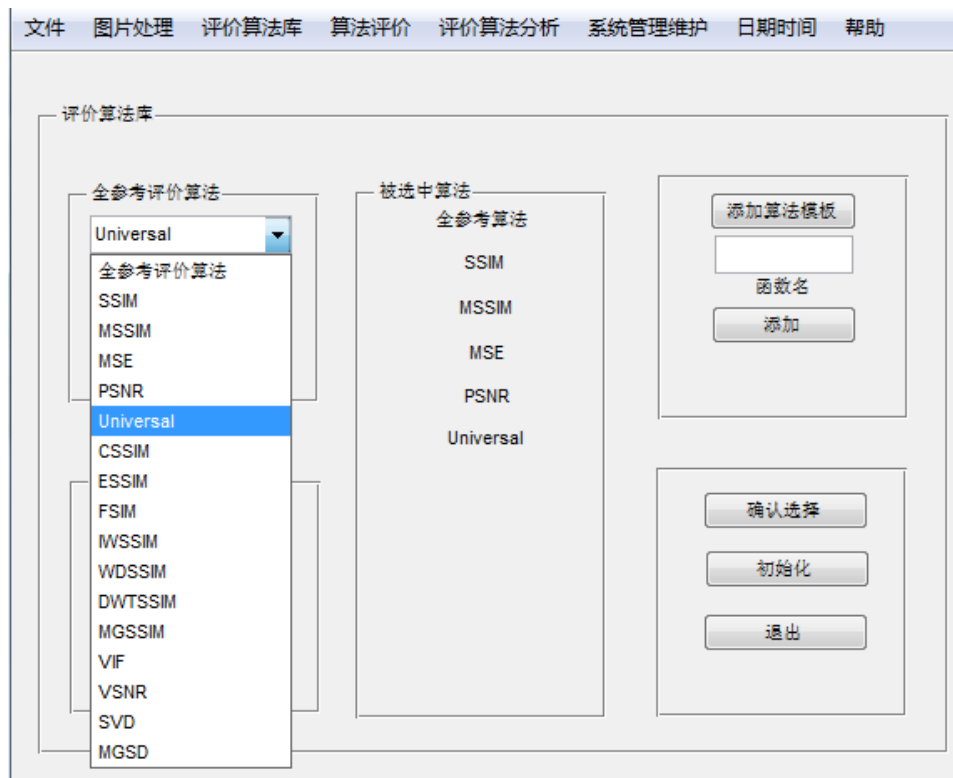 文件 图片处理 评价算法库 算法评价 评价算法分析 系统管理维护 日期时间 帮助
评价算法库
全参考评价算法
Universal
全参考评价算法
SSIM
MSSIM
MSE
PSNR
Universal
CSSIM
ESSIM
FSIM
IWSSIM
WDSSIM
DWTSSIM
MGSSIM
VIF
VSNR
SVD
MGSD
被选中算法
全参考算法
SSIM
MSSIM
MSE
PSNR
Universal
添加算法模板
函数名
添加
确认选择
初始化
退出